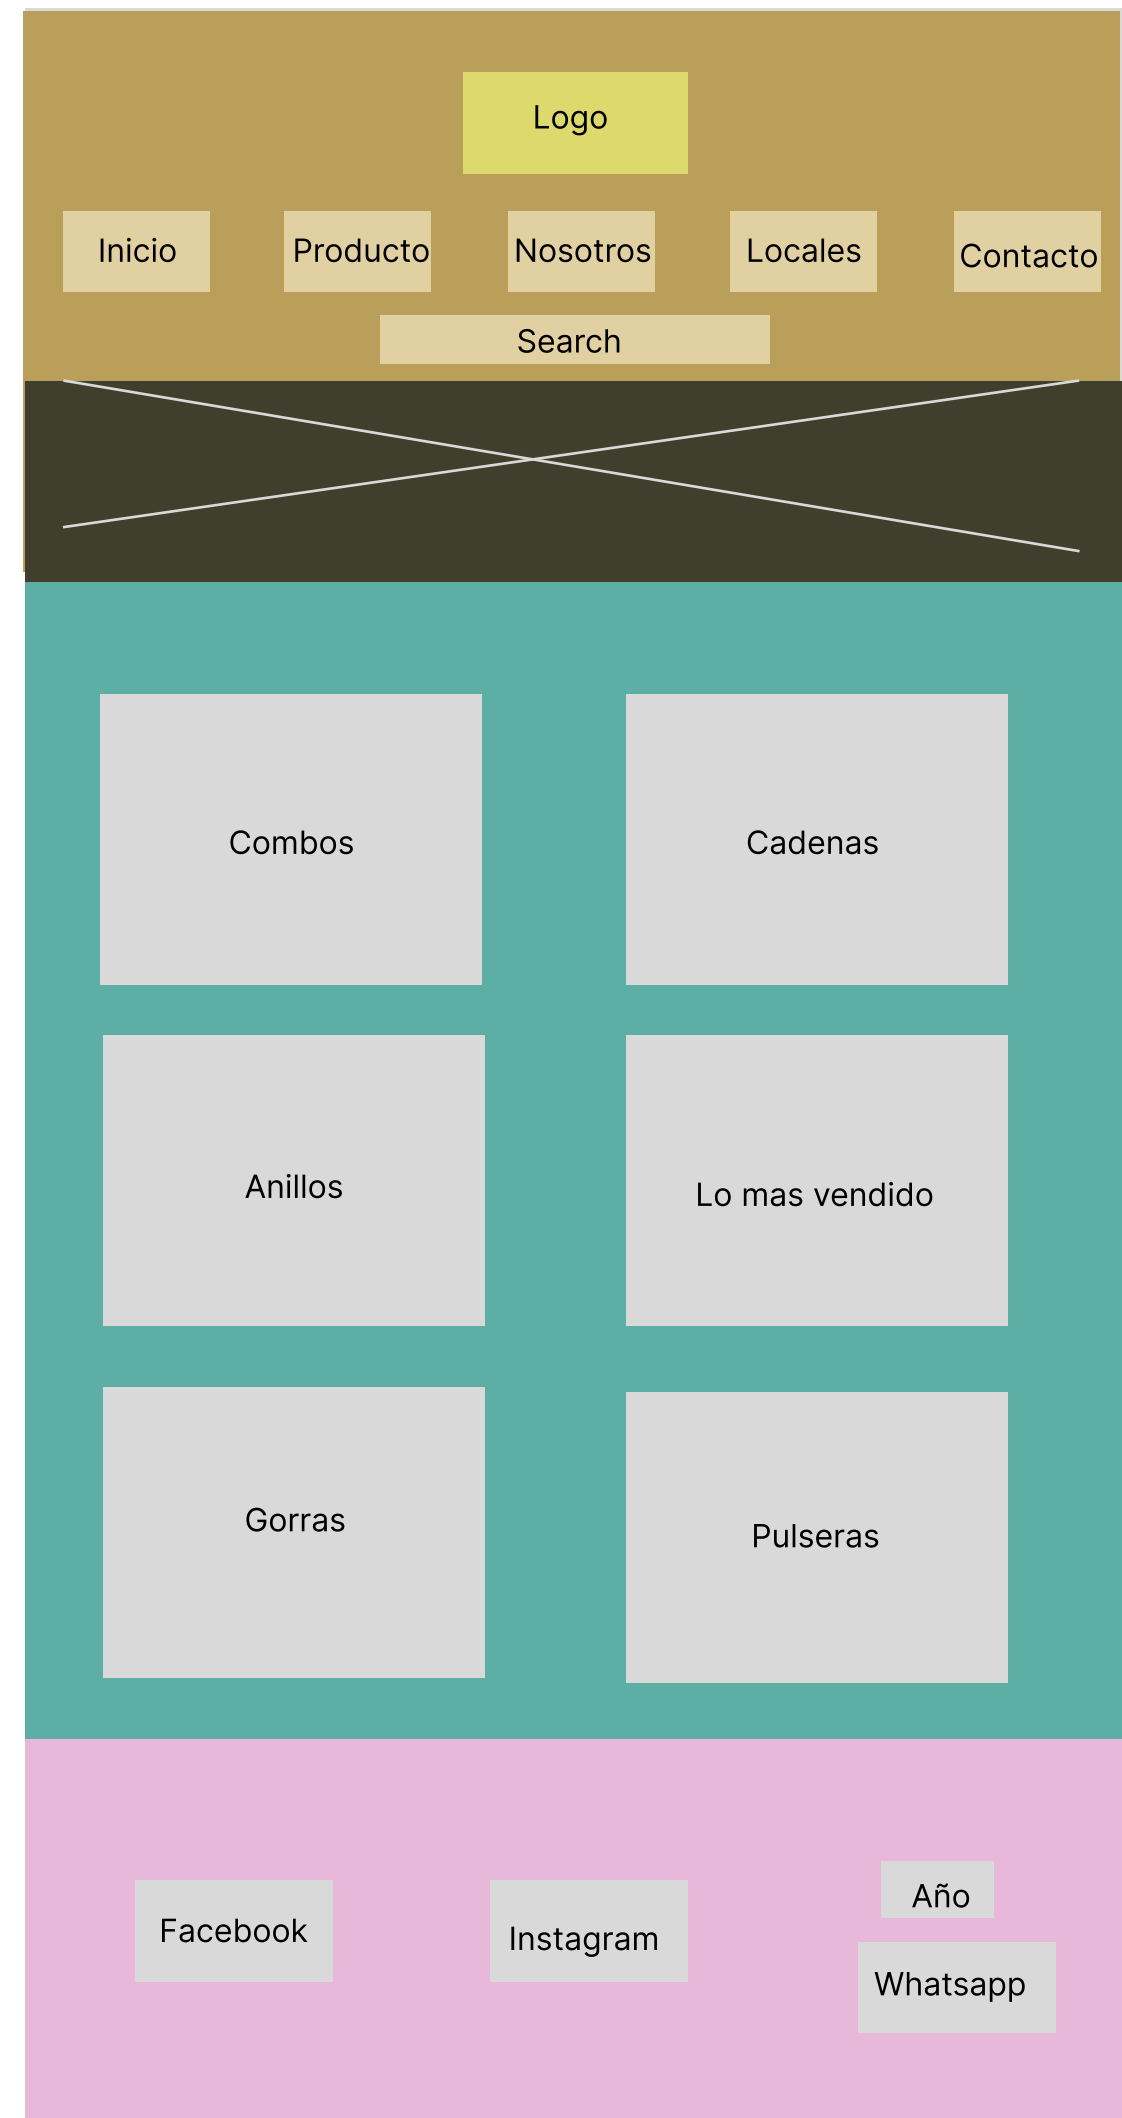 Logo
Inicio
Producto
Nosotros
Locales
Contacto
Search
Combos
Cadenas
Anillos
Lo mas vendido
Gorras
Pulseras
Facebook
Instagram
Año
Whatsapp